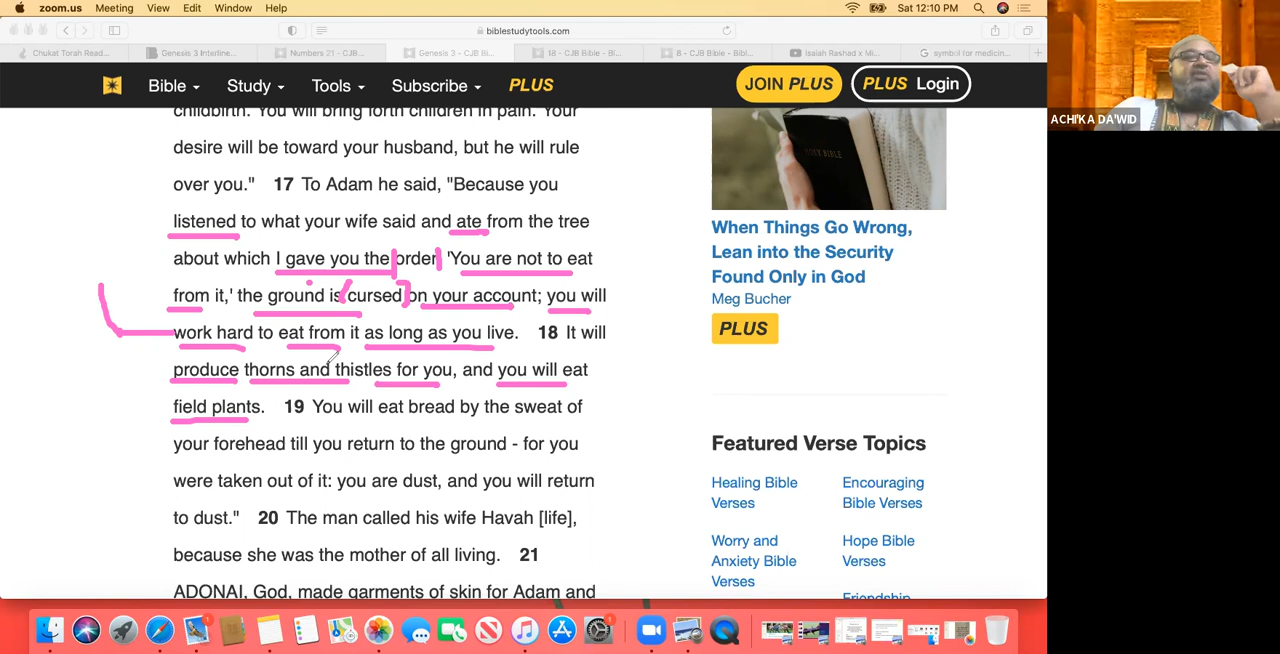 zoom.us Meeting View Edit Window Help Sat 12:10 PM
biblestudytools.com
Chukat Torah Read... Genesis 3 Interline... Numbers 21 - CJB... Genesis 3 - CJB Bi... 18 - CJB Bible - Bl... 8 - CJB Bible - Bibl... Isaiah Rashad x Mi... symbol for medicin...
Bible Study Tools Subscribe PLUS JOIN PLUS PLUS Login
ACHI'KA DA'WID
childbirth. You will bring forth children in pain. Your
desire will be toward your husband, but he will rule
over you." 17 To Adam he said, "Because you
listened to what your wife said and ate from the tree
about which I gave you the order, 'You are not to eat
from it,' the ground is cursed on your account; you will
work hard to eat from it as long as you live. 18 It will
produce thorns and thistles for you, and you will eat
field plants. 19 You will eat bread by the sweat of
your forehead till you return to the ground - for you
were taken out of it: you are dust, and you will return
to dust." 20 The man called his wife Havah [life],
because she was the mother of all living. 21
ADONAI, God, made garments of skin for Adam and
HOLY BIBLE
When Things Go Wrong,
Lean into the Security
Found Only in God
Meg Bucher
PLUS
Featured Verse Topics
Healing Bible
Verses
Encouraging
Bible Verses
Worry and
Anxiety Bible
Verses
Hope Bible
Verses
Friendship